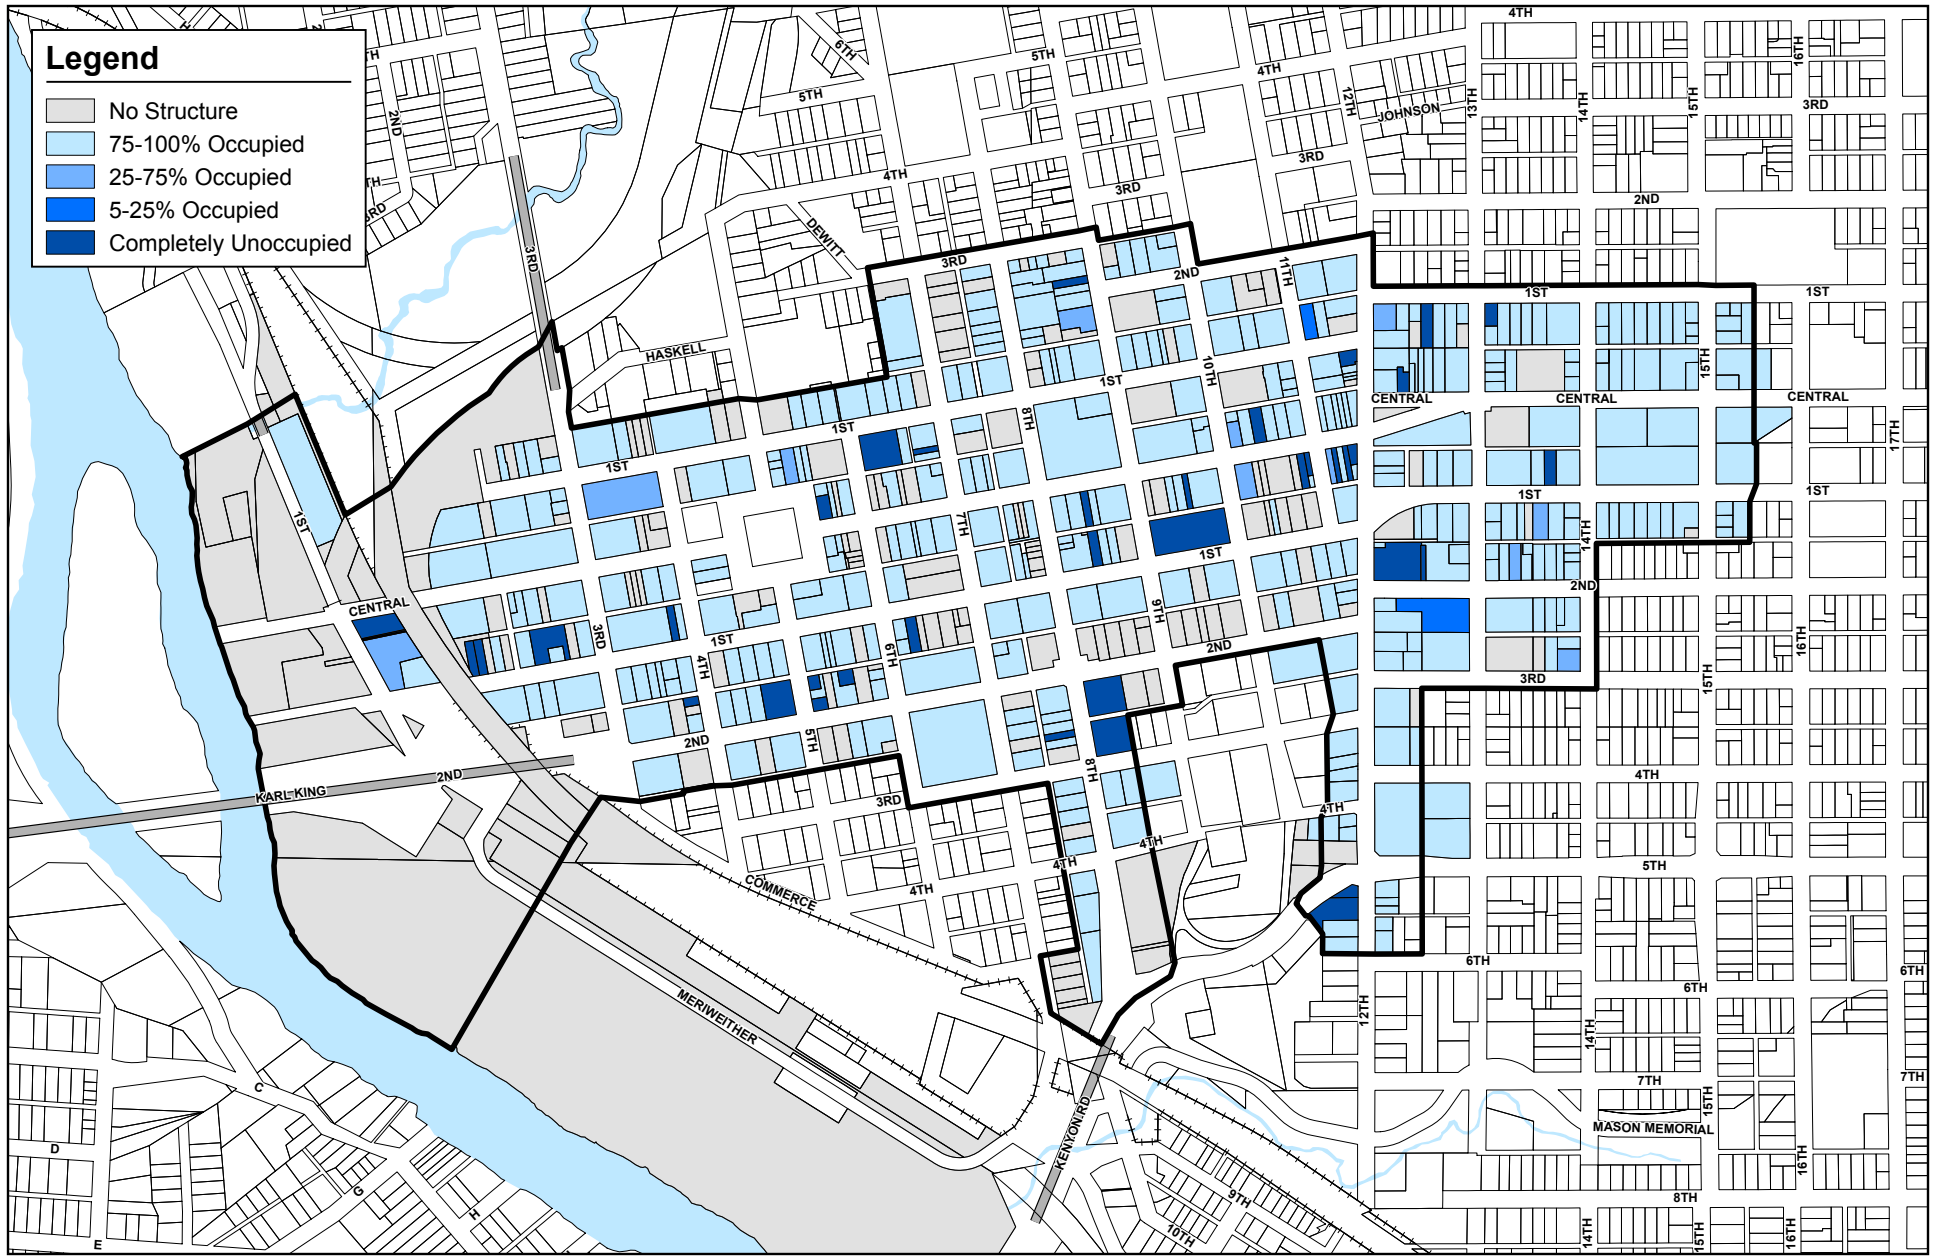 Legend
No Structure
75-100% Occupied
25-75% Occupied
5-25% Occupied
Completely Unoccupied
H
2ND
3RD
6TH
5TH
5TH
4TH
4TH
12TH
JOHNSON
13TH
14TH
15TH
16TH
3RD
3RD
2ND
4TH
3RD
DEWITT
3RD
3RD
2ND
11TH
1ST
1ST
HASKELL
1ST
1ST
1ST
8TH
10TH
CENTRAL
CENTRAL
CENTRAL
15TH
17TH
1ST
1ST
1ST
7TH
1ST
14TH
2ND
CENTRAL
3RD
1ST
4TH
6TH
9TH
2ND
3RD
16TH
15TH
2ND
5TH
8TH
KARL KING
2ND
3RD
4TH
4TH
4TH
4TH
4TH
5TH
COMMERCE
6TH
6TH
6TH
MERIWEITHER
12TH
14TH
7TH
7TH
15TH
MASON MEMORIAL
KENYON RD
16TH
8TH
9TH
10TH
14TH
15TH
16TH
C
D
E
G
H